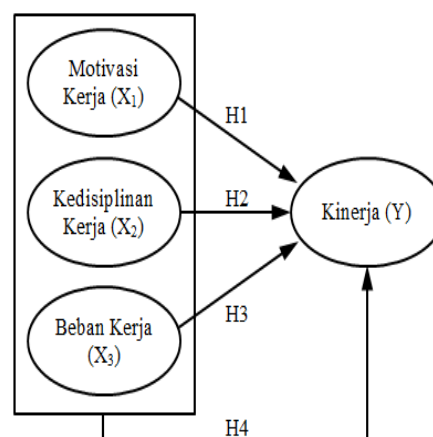 Motivasi
Kerja (X₁)
H1
Kedisiplinan
Kerja (X₂)
H2
Kinerja (Y)
Beban Kerja
(X₃)
H3
H4